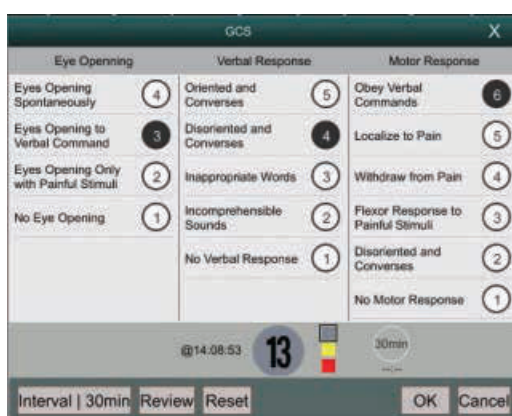 GCS X
Eye Openning Verbal Response Motor Response
Eyes Opening
Spontaneously 4
Eyes Opening to
Verbal Command 3
Eyes Opening Only
with Painful Stimuli 2
No Eye Opening 1
Oriented and
Converses 5
Disoriented and
Converses 4
Inappropriate Words 3
Incomprehensible
Sounds 2
No Verbal Response 1
Obey Verbal
Commands 6
Localize to Pain 5
Withdraw from Pain 4
Flexor Response to
Painful Stimuli 3
Disoriented and
Converses 2
No Motor Response 1
@14:08:53 13 30min
--:--
Interval | 30min Review Reset OK Cancel